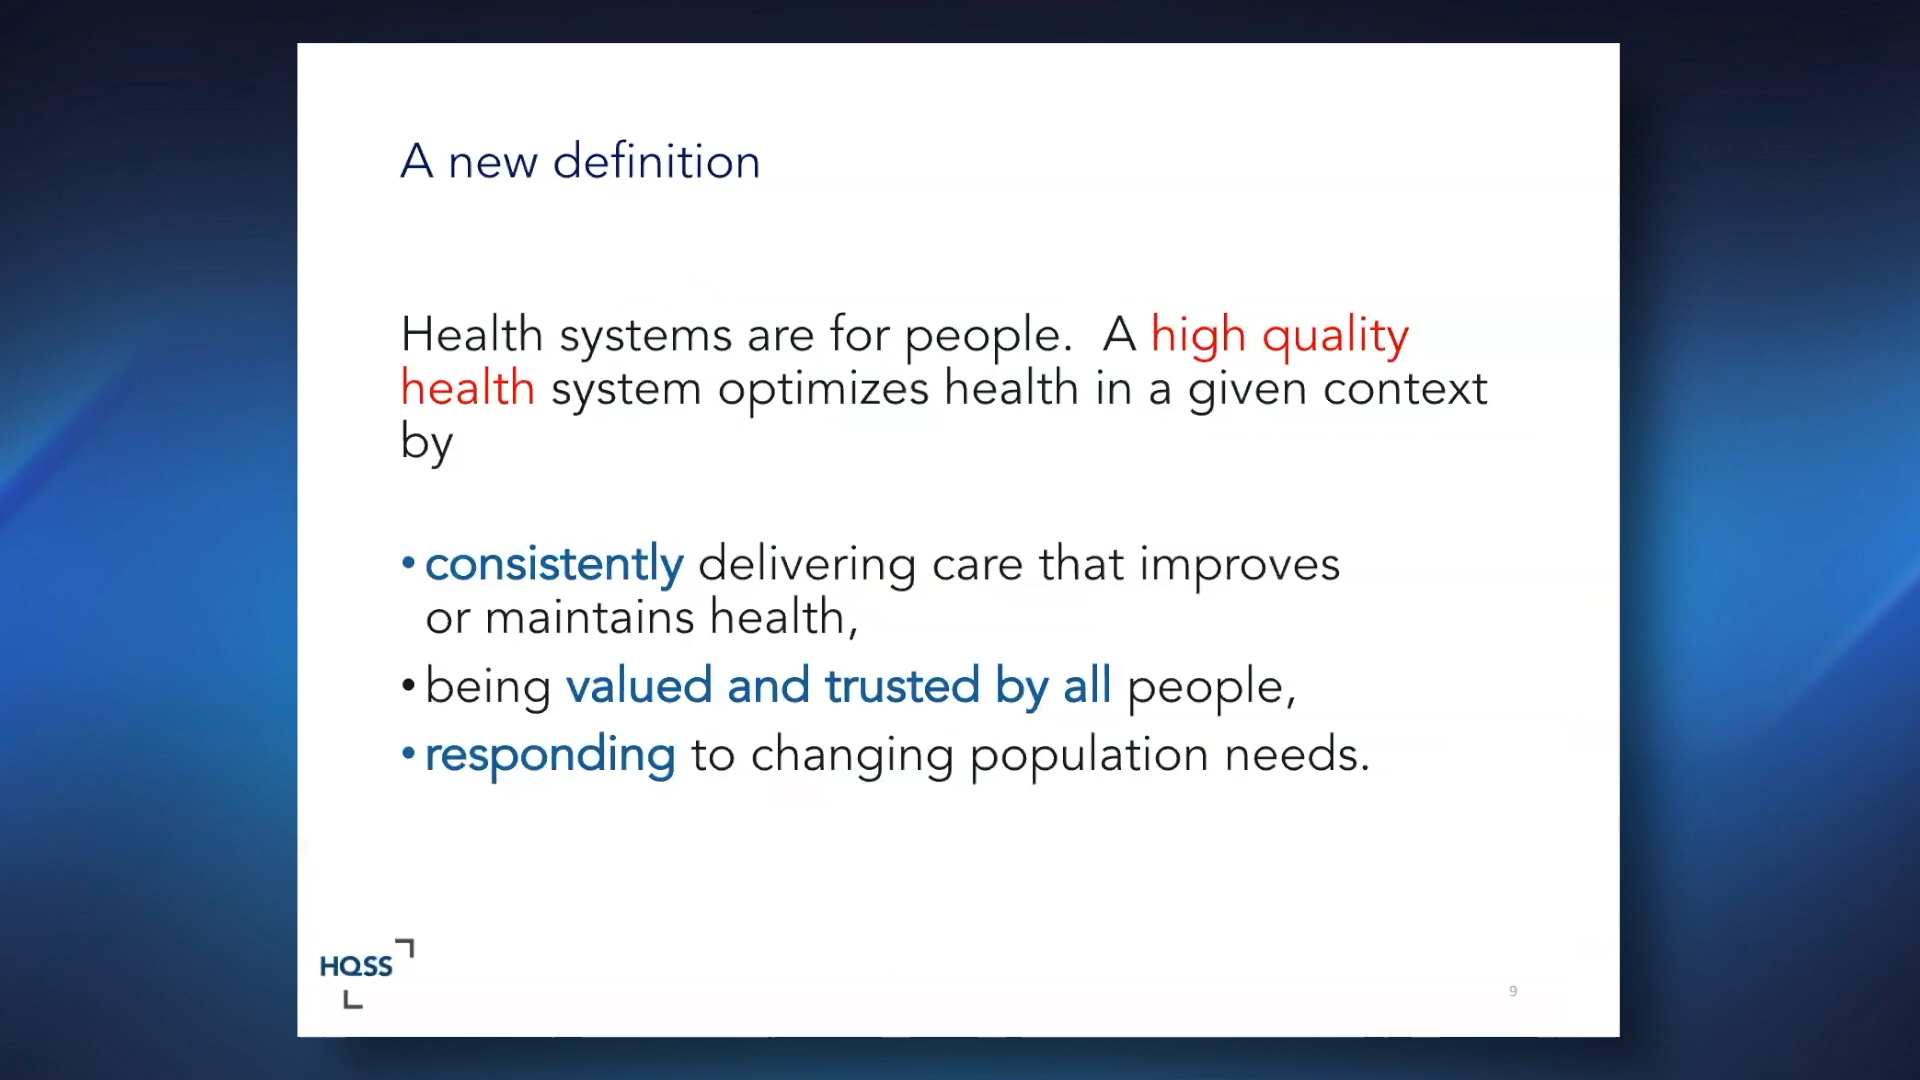 A new definition
Health systems are for people. A high quality
health system optimizes health in a given context
by
• consistently delivering care that improves
or maintains health,
• being valued and trusted by all people,
• responding to changing population needs.
HQSS
9